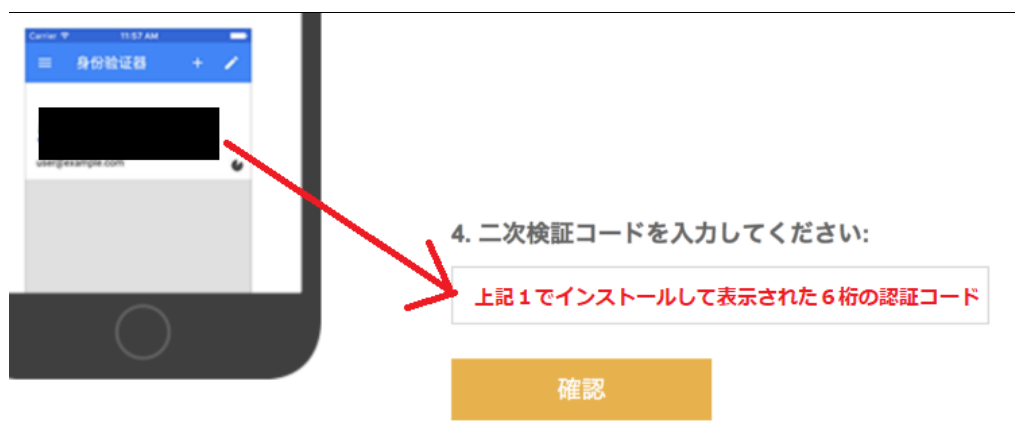 Carrier 11:57 AM
身份验证器
user@example.com
4. 二次検証コードを入力してください:
上記１でインストールして表示された６桁の認証コード
確認